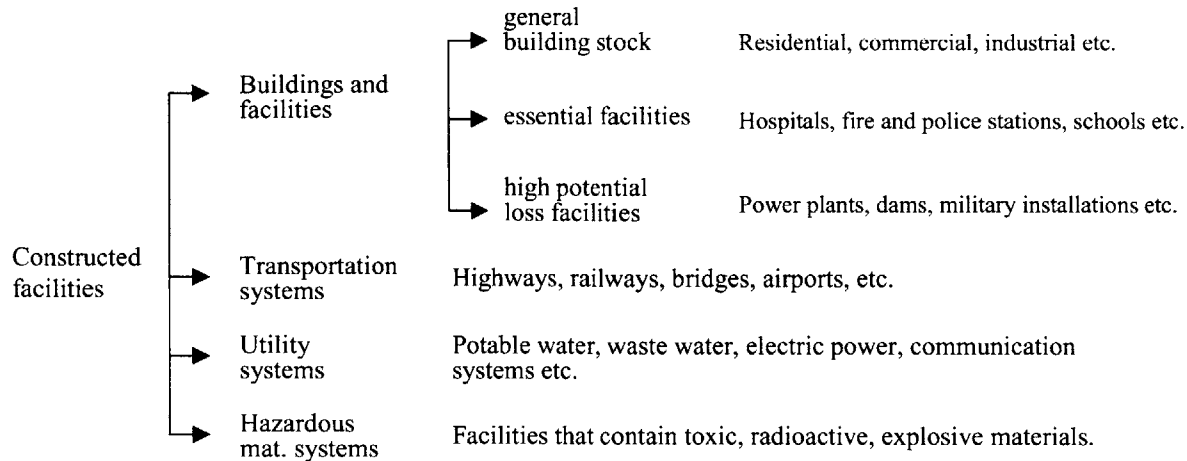 general
building stock
Residential, commercial, industrial etc.
Buildings and
facilities
essential facilities
Hospitals, fire and police stations, schools etc.
high potential
loss facilities
Power plants, dams, military installations etc.
Constructed
facilities
Transportation
systems
Highways, railways, bridges, airports, etc.
Utility
systems
Potable water, waste water, electric power, communication
systems etc.
Hazardous
mat. systems
Facilities that contain toxic, radioactive, explosive materials.